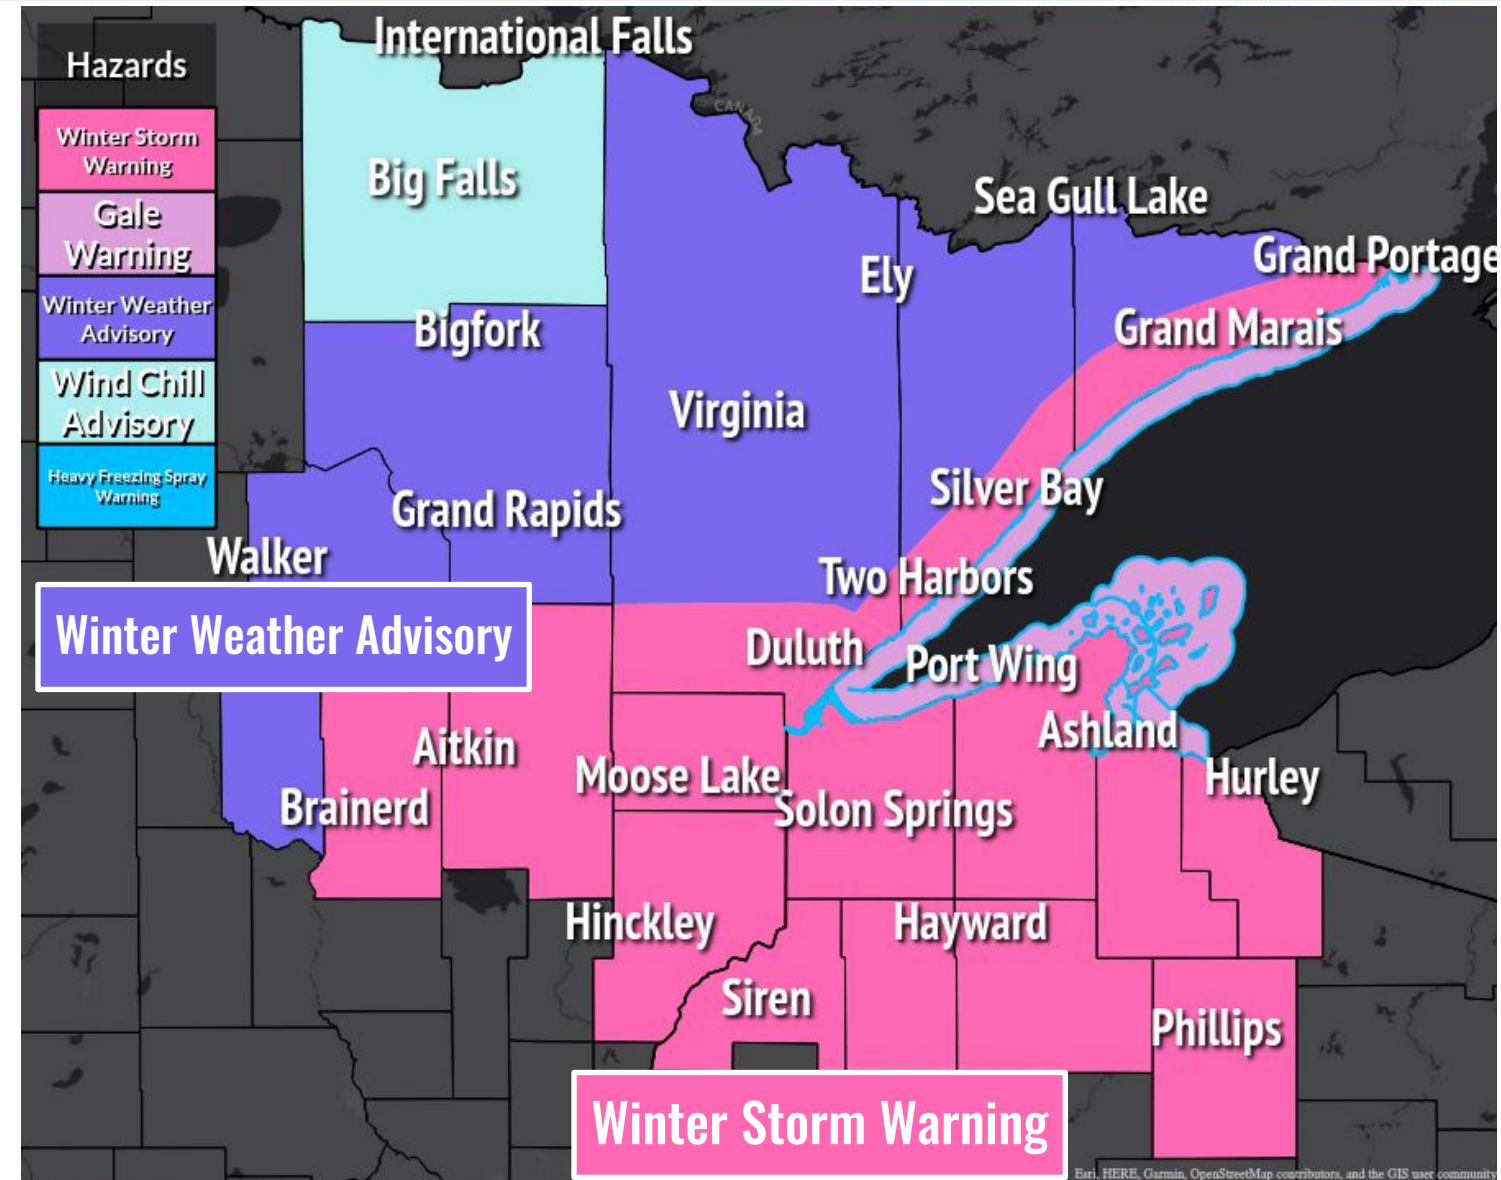 Hazards
Winter Storm
Warning
Gale
Warning
Winter Weather
Advisory
Wind Chill
Advisory
Heavy Freezing Spray
Warning
International Falls
CANADA
Big Falls
Sea Gull Lake
Grand Portage
Ely
Bigfork
Grand Marais
Virginia
Silver Bay
Grand Rapids
Walker
Two Harbors
Winter Weather Advisory
Duluth
Port Wing
Ashland
Aitkin
Moose Lake
Hurley
Brainerd
Solon Springs
Hinckley
Hayward
Siren
Phillips
Winter Storm Warning
Esri, HERE, Garmin, OpenStreetMap contributors, and the GIS user community